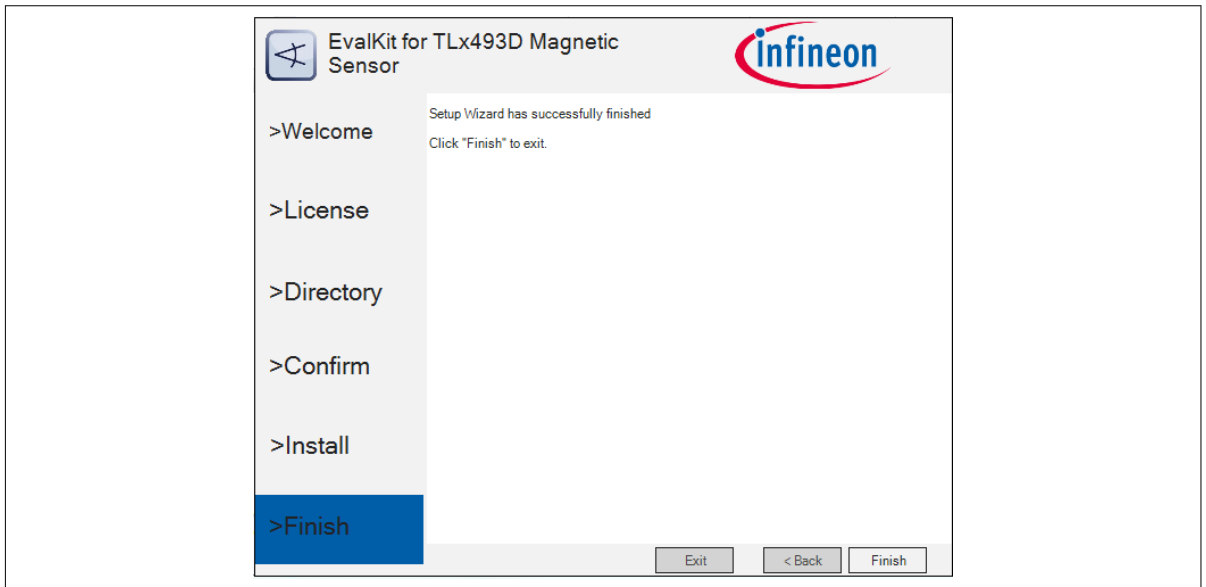 EvalKit for TLx493D Magnetic
Sensor
infineon
>Welcome
Setup Wizard has successfully finished
Click "Finish" to exit.
>License
>Directory
>Confirm
>Install
>Finish
Exit
< Back
Finish